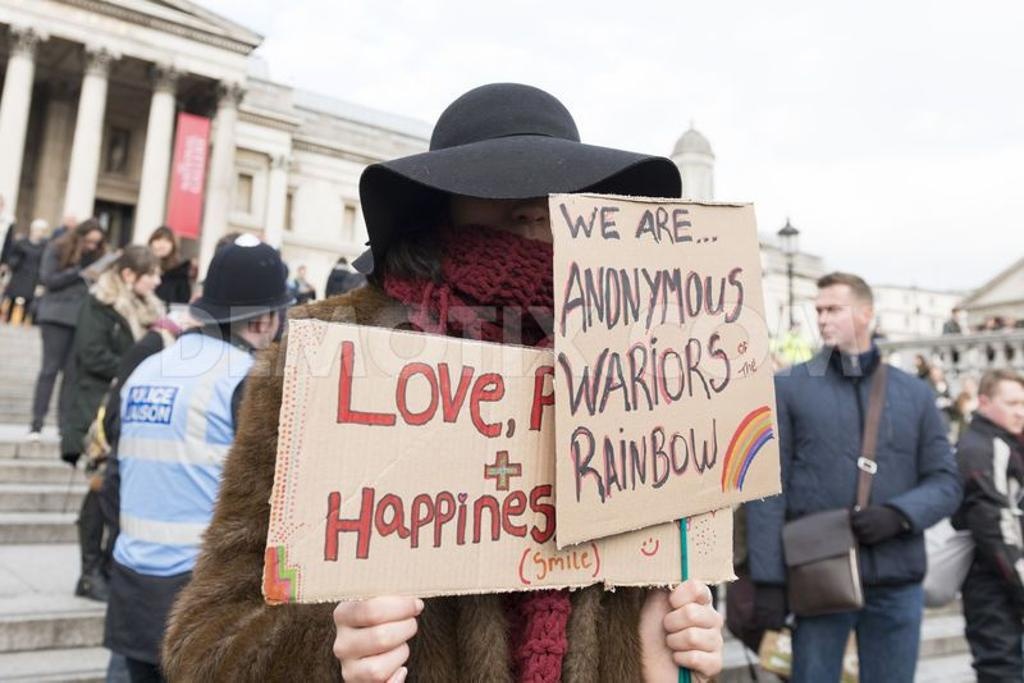 WE ARE...
ANONYMOUS
WARIORS OF THE
RAINBOW
LOVE, P
+
HAPPINES
(smile)
POLICE
LIAISON